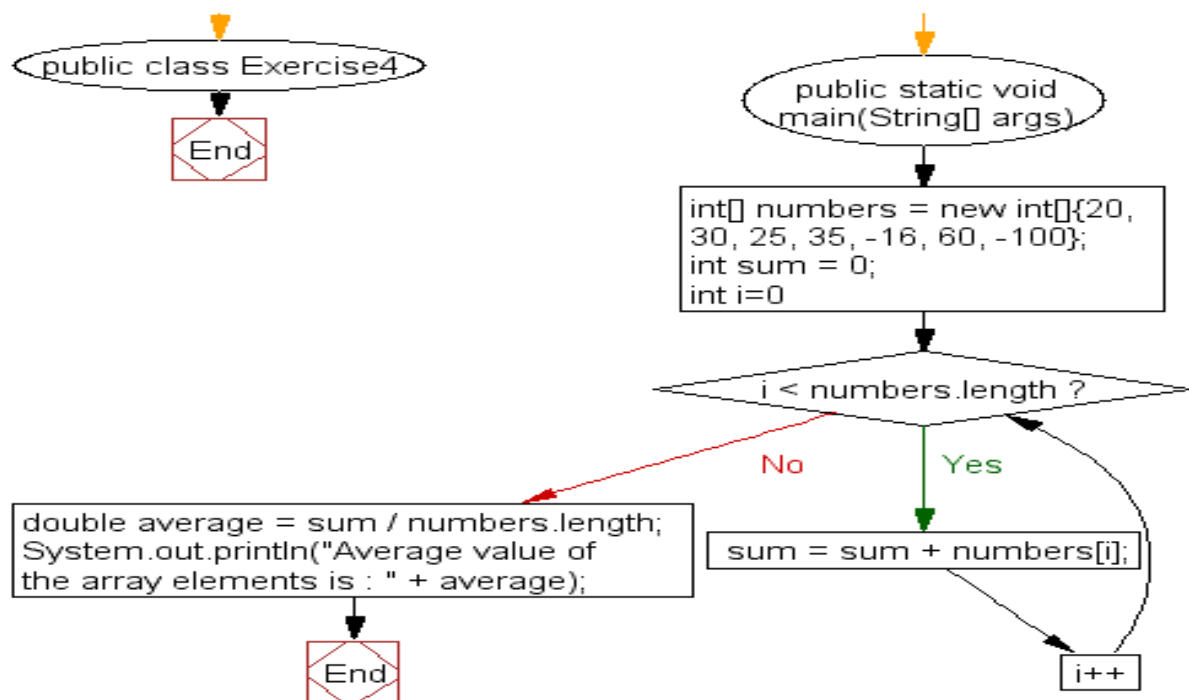 public class Exercise4
End
public static void
main(String[] args)
int[] numbers = new int[]{20,
30, 25, 35, -16, 60, -100};
int sum = 0;
int i=0
i < numbers.length ?
No
Yes
double average = sum / numbers.length;
System.out.println("Average value of
the array elements is : " + average);
sum = sum + numbers[i];
End
i++